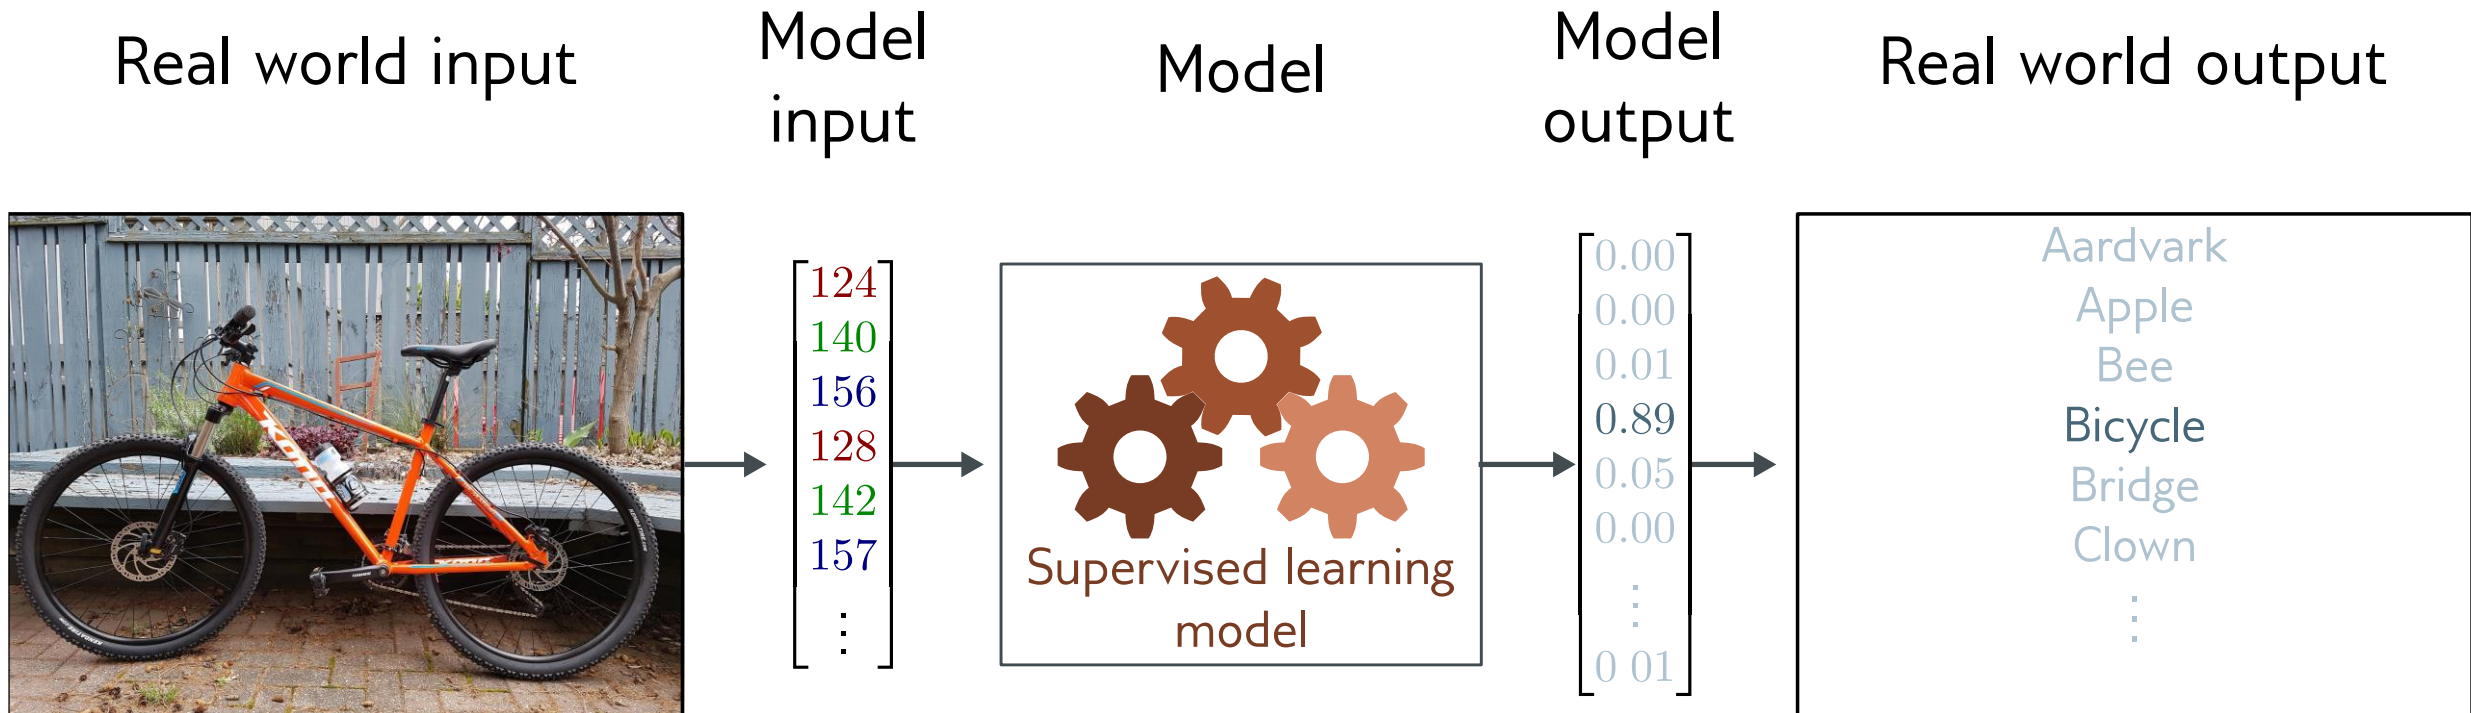 Real world input
Model
input
Model
Model
output
Real world output
124
140
156
128
142
157
⋮
Supervised learning
model
0.00
0.00
0.01
0.89
0.05
0.00
⋮
0 01
Aardvark
Apple
Bee
Bicycle
Bridge
Clown
⋮
KONA